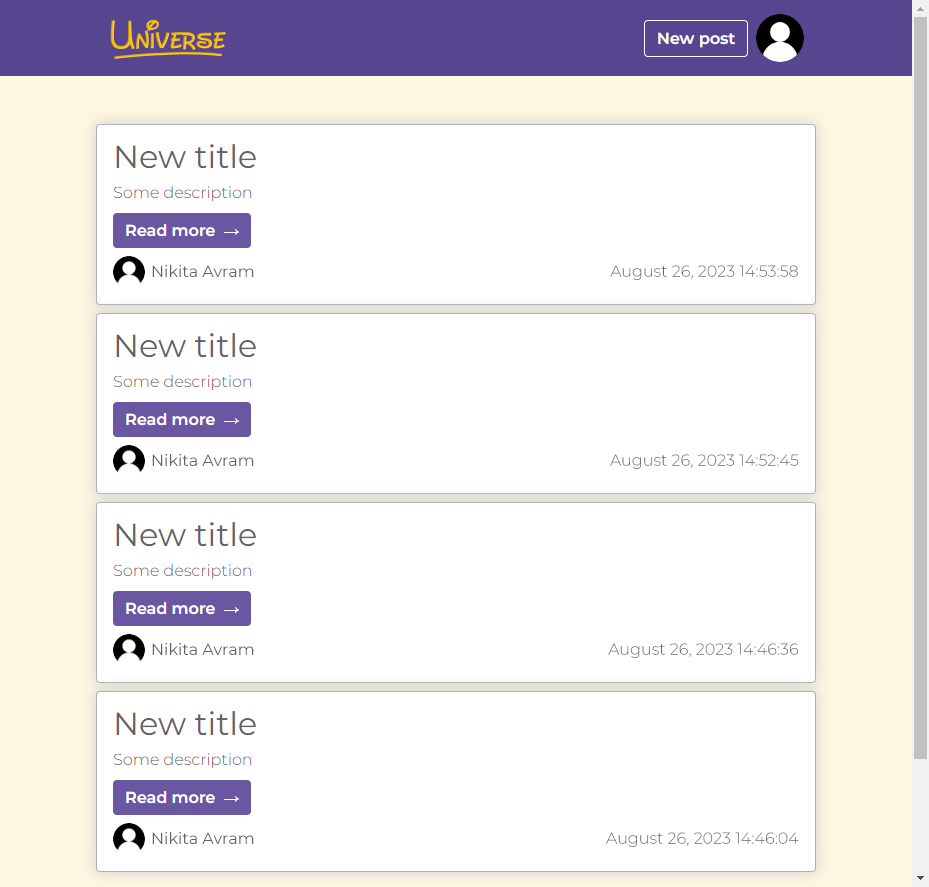 Universe
New post
New title
Some description
Read more →
Nikita Avram August 26, 2023 14:53:58
New title
Some description
Read more →
Nikita Avram August 26, 2023 14:52:45
New title
Some description
Read more →
Nikita Avram August 26, 2023 14:46:36
New title
Some description
Read more →
Nikita Avram August 26, 2023 14:46:04